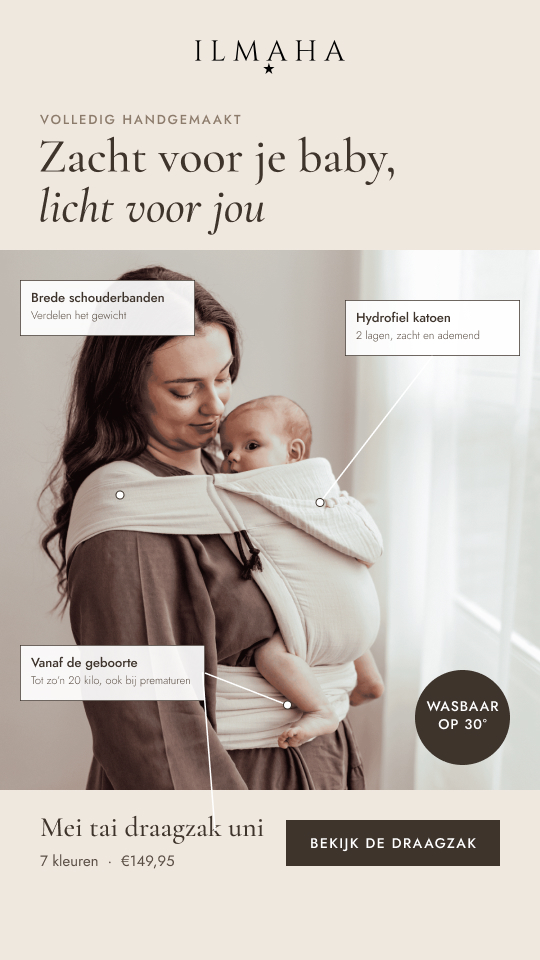 ILMAHA
VOLLEDIG HANDGEMAAKT
Zacht voor je baby,
licht voor jou
Brede schouderbanden
Verdelen het gewicht
Hydrofiel katoen
2 lagen, zacht en ademend
Vanaf de geboorte
Tot zo'n 20 kilo, ook bij prematuren
WASBAAR
OP 30°
Mei tai draagzak uni
7 kleuren · €149,95
BEKIJK DE DRAAGZAK